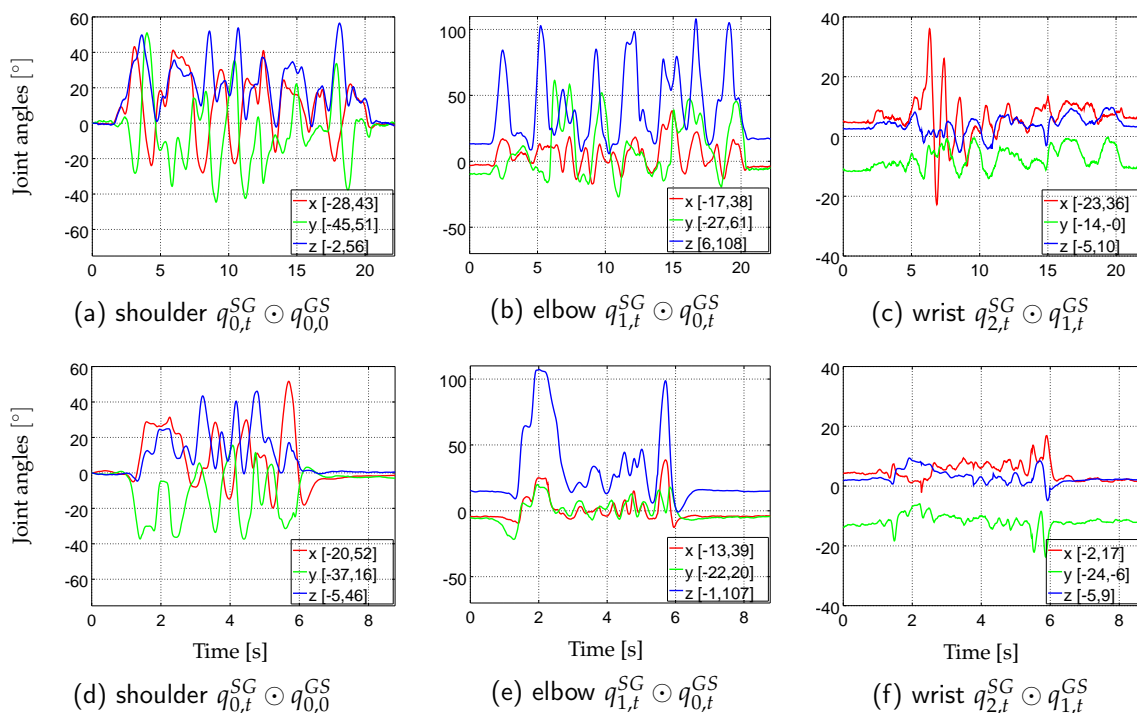 Joint angles [°]
60
40
20
0
-20
-40
-60
0 5 10 15 20
x [-28,43]
y [-45,51]
z [-2,56]
(a) shoulder $q_{0,t}^{SG} \odot q_{0,0}^{GS}$
100
50
0
-50
0 5 10 15 20
x [-17,38]
y [-27,61]
z [6,108]
(b) elbow $q_{1,t}^{SG} \odot q_{0,t}^{GS}$
40
20
0
-20
-40
0 5 10 15 20
x [-23,36]
y [-14,-0]
z [-5,10]
(c) wrist $q_{2,t}^{SG} \odot q_{1,t}^{GS}$
Joint angles [°]
60
40
20
0
-20
-40
-60
0 2 4 6 8
x [-20,52]
y [-37,16]
z [-5,46]
Time [s]
(d) shoulder $q_{0,t}^{SG} \odot q_{0,0}^{GS}$
100
50
0
-50
0 2 4 6 8
x [-13,39]
y [-22,20]
z [-1,107]
Time [s]
(e) elbow $q_{1,t}^{SG} \odot q_{0,t}^{GS}$
40
20
0
-20
-40
0 2 4 6 8
x [-2,17]
y [-24,-6]
z [-5,9]
Time [s]
(f) wrist $q_{2,t}^{SG} \odot q_{1,t}^{GS}$